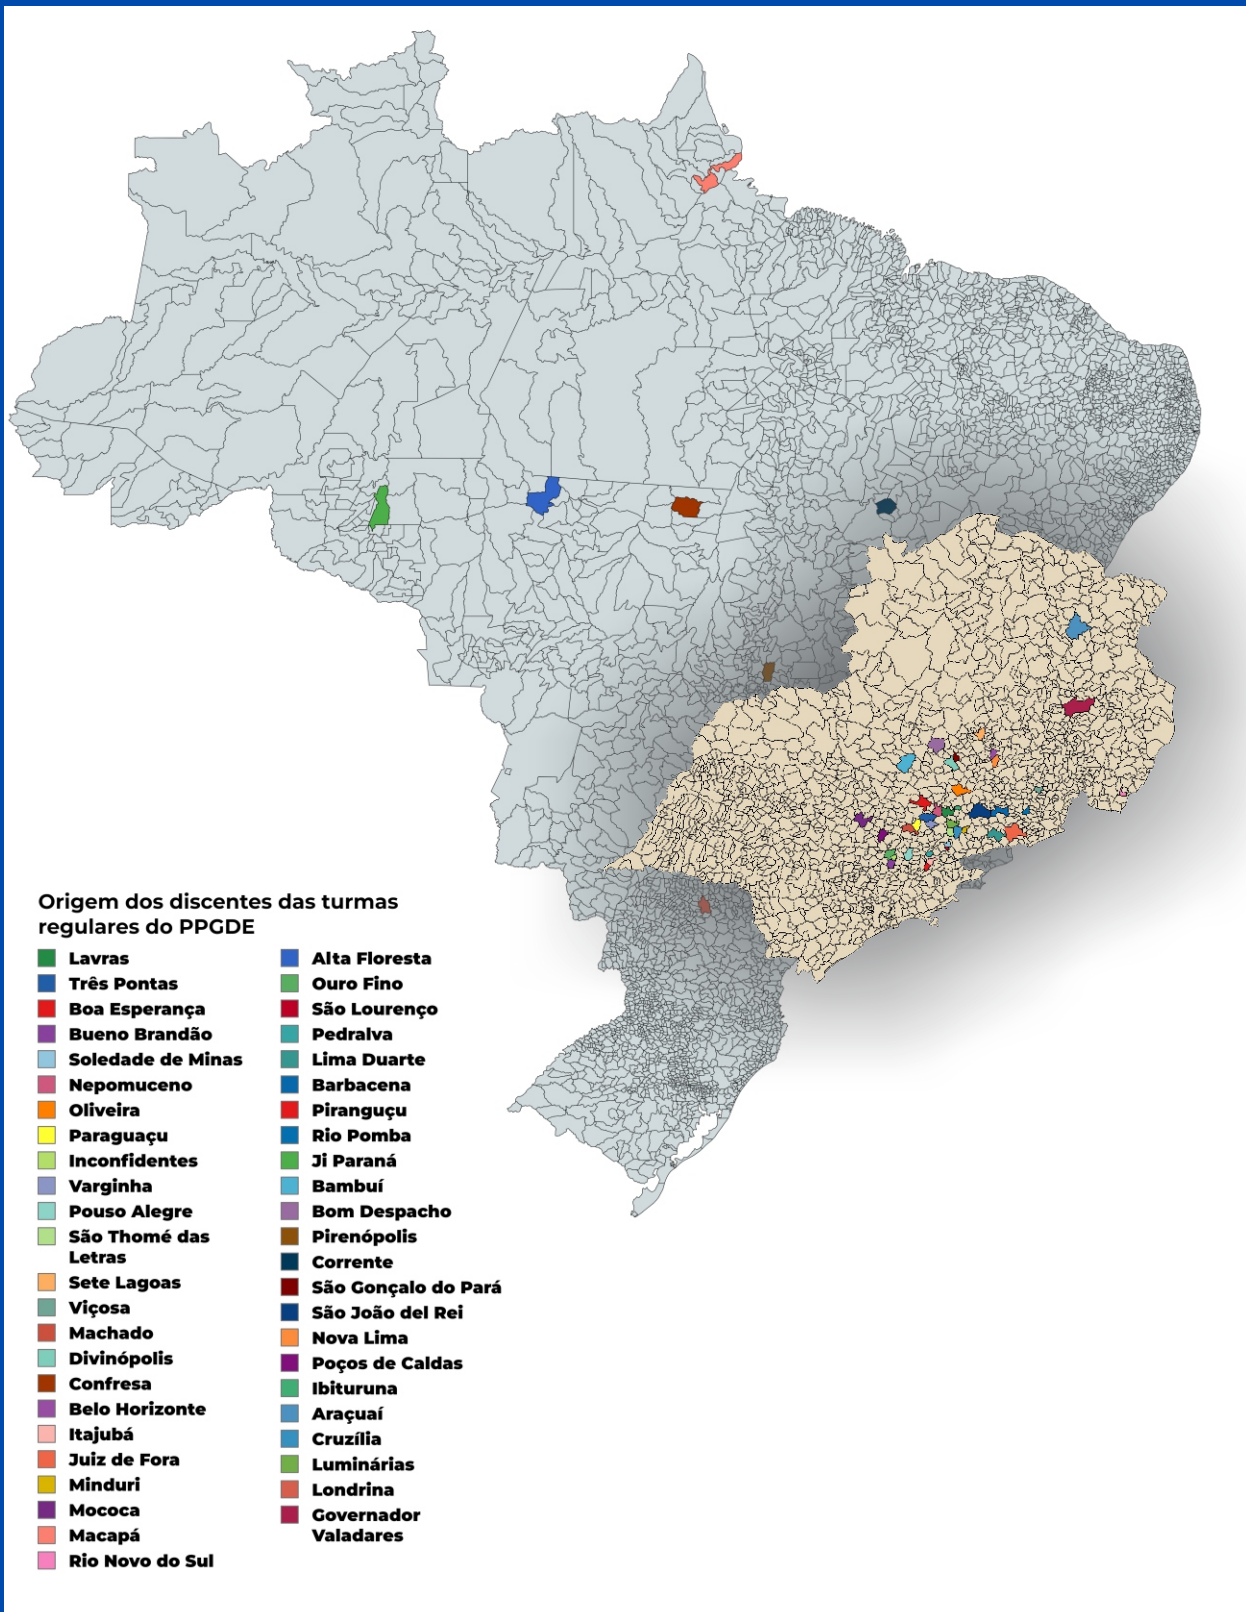 Origem dos discentes das turmas
regulares do PPGDE
Lavras
Três Pontas
Boa Esperança
Bueno Brandão
Soledade de Minas
Nepomuceno
Oliveira
Paraguaçu
Inconfidentes
Varginha
Pouso Alegre
São Thomé das
Letras
Sete Lagoas
Viçosa
Machado
Divinópolis
Confresa
Belo Horizonte
Itajubá
Juiz de Fora
Minduri
Mococa
Macapá
Rio Novo do Sul
Alta Floresta
Ouro Fino
São Lourenço
Pedralva
Lima Duarte
Barbacena
Piranguçu
Rio Pomba
Ji Paraná
Bambuí
Bom Despacho
Pirenópolis
Corrente
São Gonçalo do Pará
São João del Rei
Nova Lima
Poços de Caldas
Ibituruna
Araçuaí
Cruzília
Luminárias
Londrina
Governador
Valadares